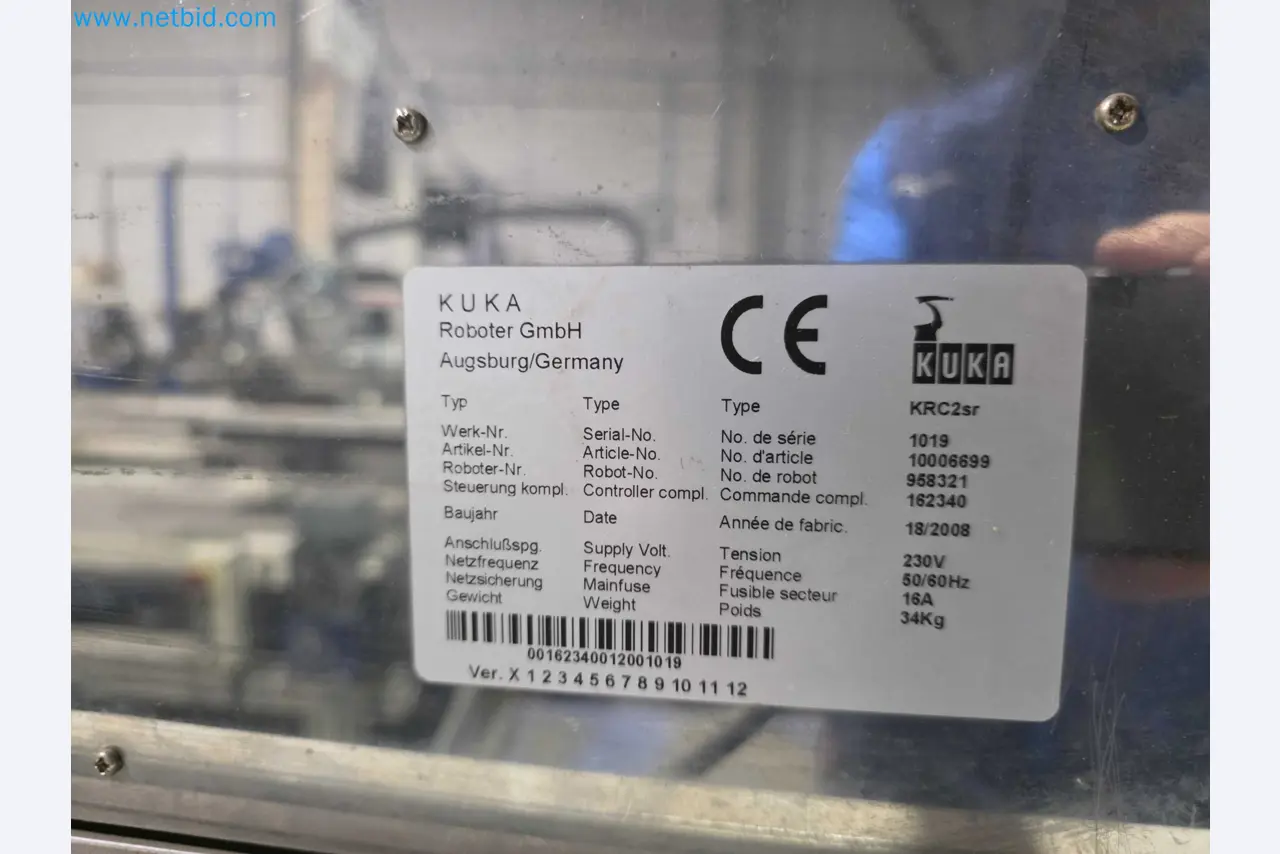 www.netbid.com
KUKA
Roboter GmbH
Augsburg/Germany
CE
KUKA
Typ Type Type KRC2sr
Werk-Nr. Serial-No. No. de série 1019
Artikel-Nr. Article-No. No. d'article 10006699
Roboter-Nr. Robot-No. No. de robot 958321
Steuerung kompl. Controller compl. Commande compl. 162340
Baujahr Date Année de fabric. 18/2008
Anschlußspg. Supply Volt. Tension 230V
Netzfrequenz Frequency Fréquence 50/60Hz
Netzsicherung Mainfuse Fusible secteur 16A
Gewicht Weight Poids 34Kg
00162340012001019
Ver. X 1 2 3 4 5 6 7 8 9 10 11 12